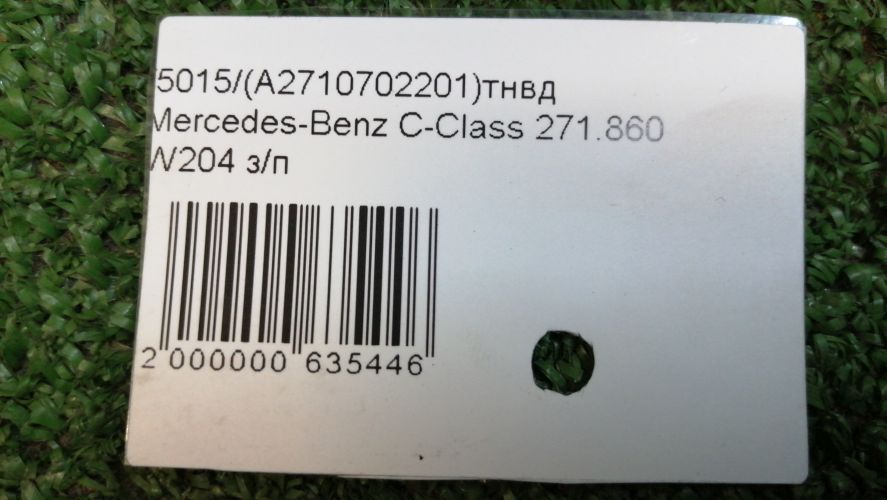 5015/(A2710702201)тнвд
Mercedes-Benz C-Class 271.860
W204 з/п
2 000000 635446